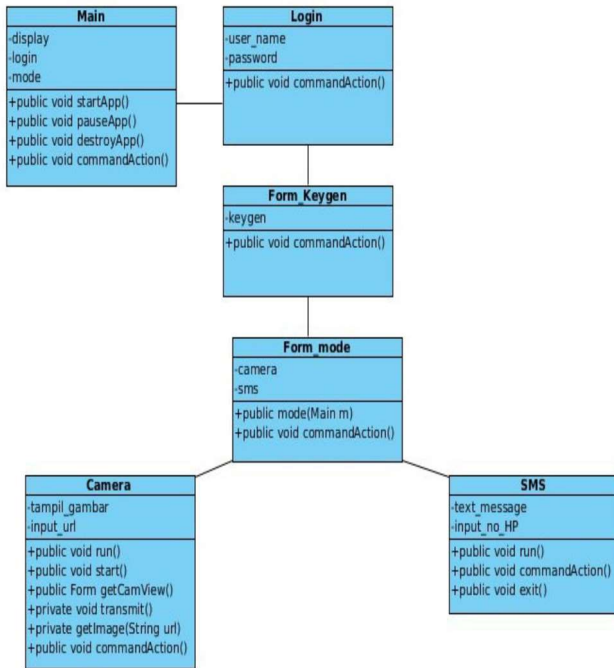 Main
-display
-login
-mode
+public void startApp()
+public void pauseApp()
+public void destroyApp()
+public void commandAction()
Login
-user_name
-password
+public void commandAction()
Form_Keygen
-keygen
+public void commandAction()
Form_mode
-camera
-sms
+public mode(Main m)
+public void commandAction()
Camera
-tampil_gambar
-input_url
+public void run()
+public void start()
+public Form getCamView()
+private void transmit()
+private getImage(String url)
+public void commandAction()
SMS
-text_message
-input_no_HP
+public void run()
+public void commandAction()
+public void exit()